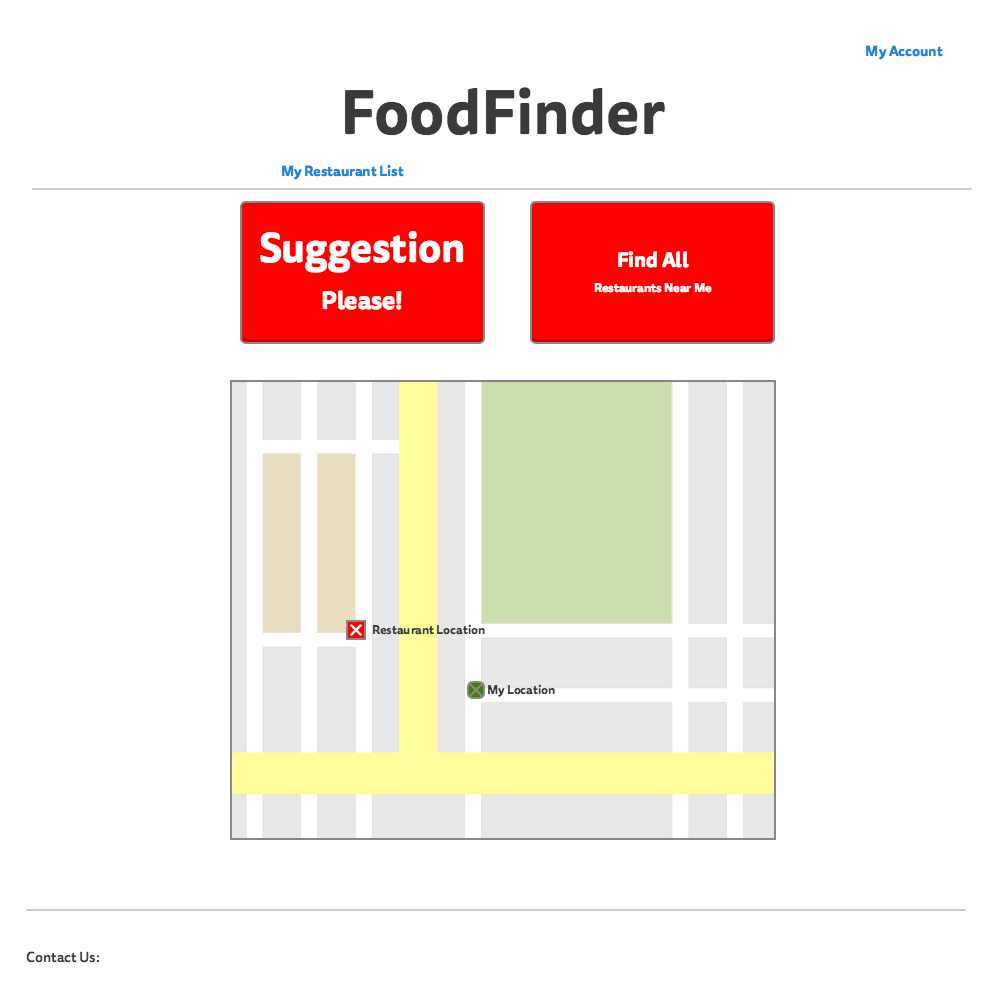 My Account
FoodFinder
My Restaurant List
Suggestion
Please!
Find All
Restaurants Near Me
Restaurant Location
My Location
Contact Us: